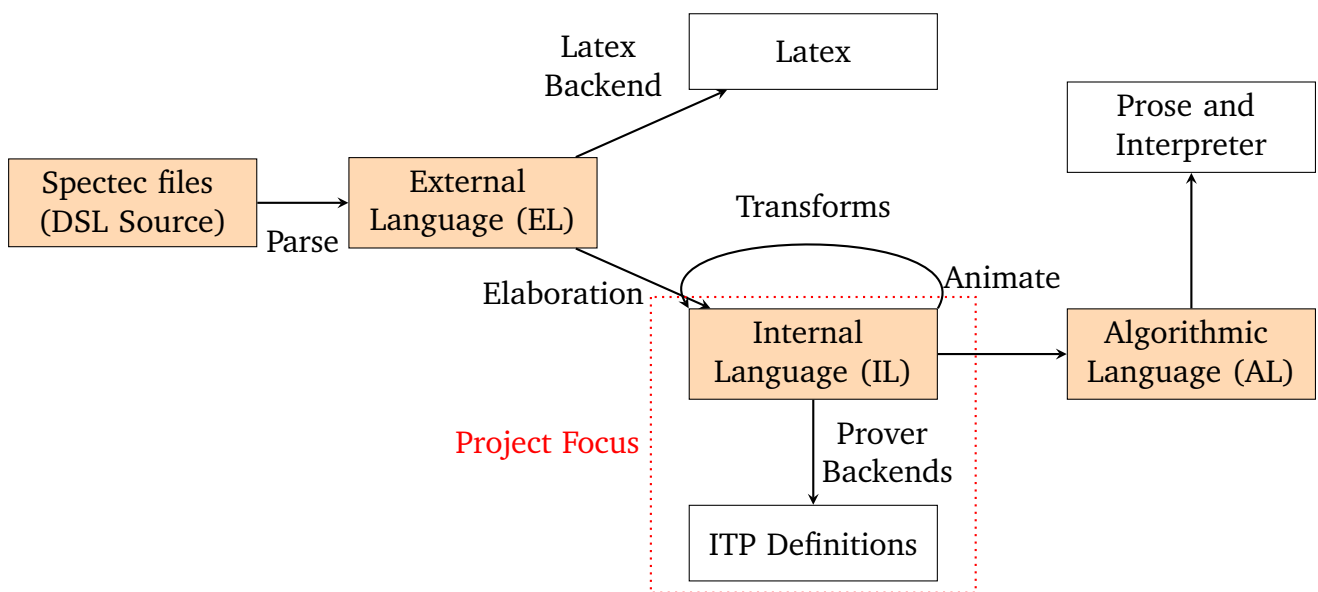 Latex
Backend
Latex
Prose and
Interpreter
Spectec files
(DSL Source)
Parse
External
Language (EL)
Transforms
Elaboration
Animate
Internal
Language (IL)
Algorithmic
Language (AL)
Project Focus
Prover
Backends
ITP Definitions